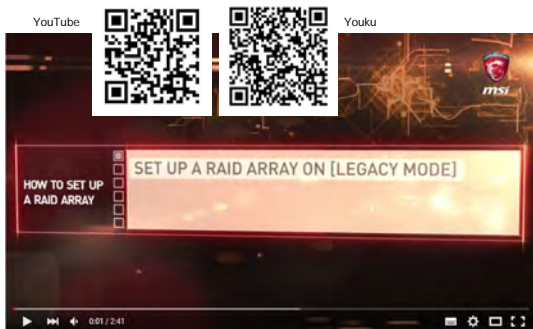 YouTube
Youku
msi
SET UP A RAID ARRAY ON [LEGACY MODE]
HOW TO SET UP
A RAID ARRAY
0:01 / 2:41